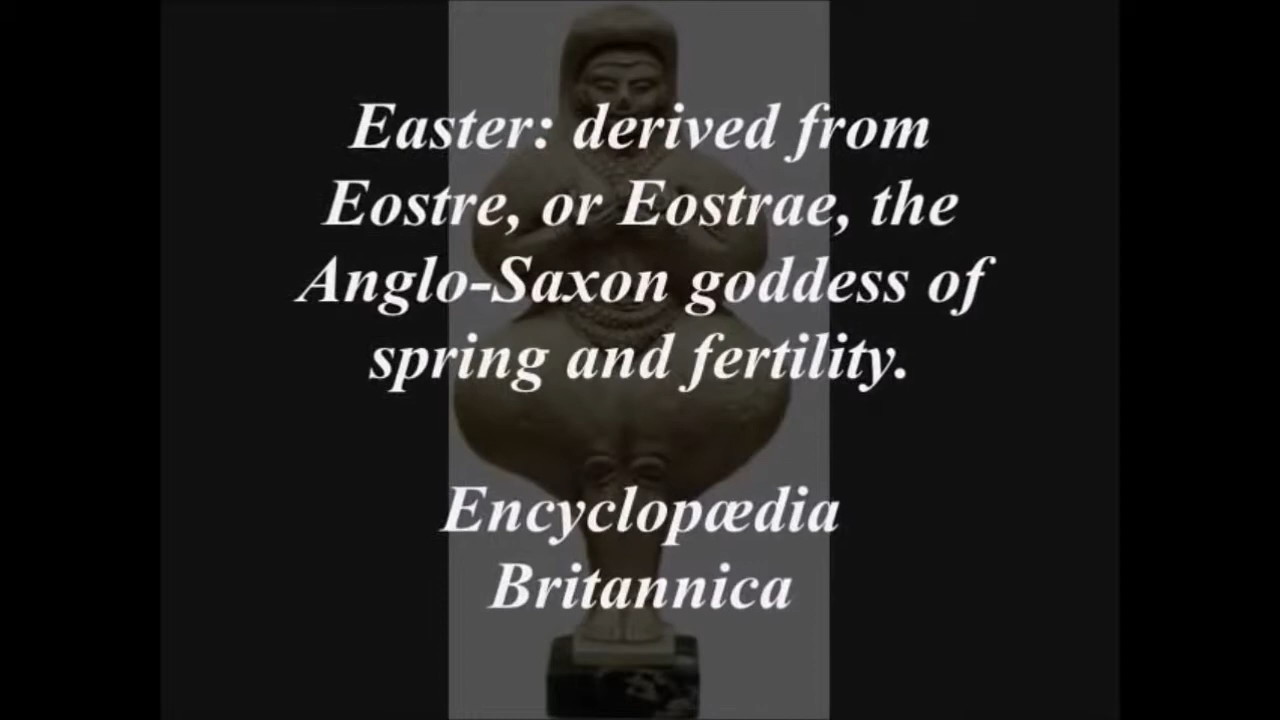 Easter: derived from
Eostre, or Eostrae, the
Anglo-Saxon goddess of
spring and fertility.
Encyclopædia
Britannica